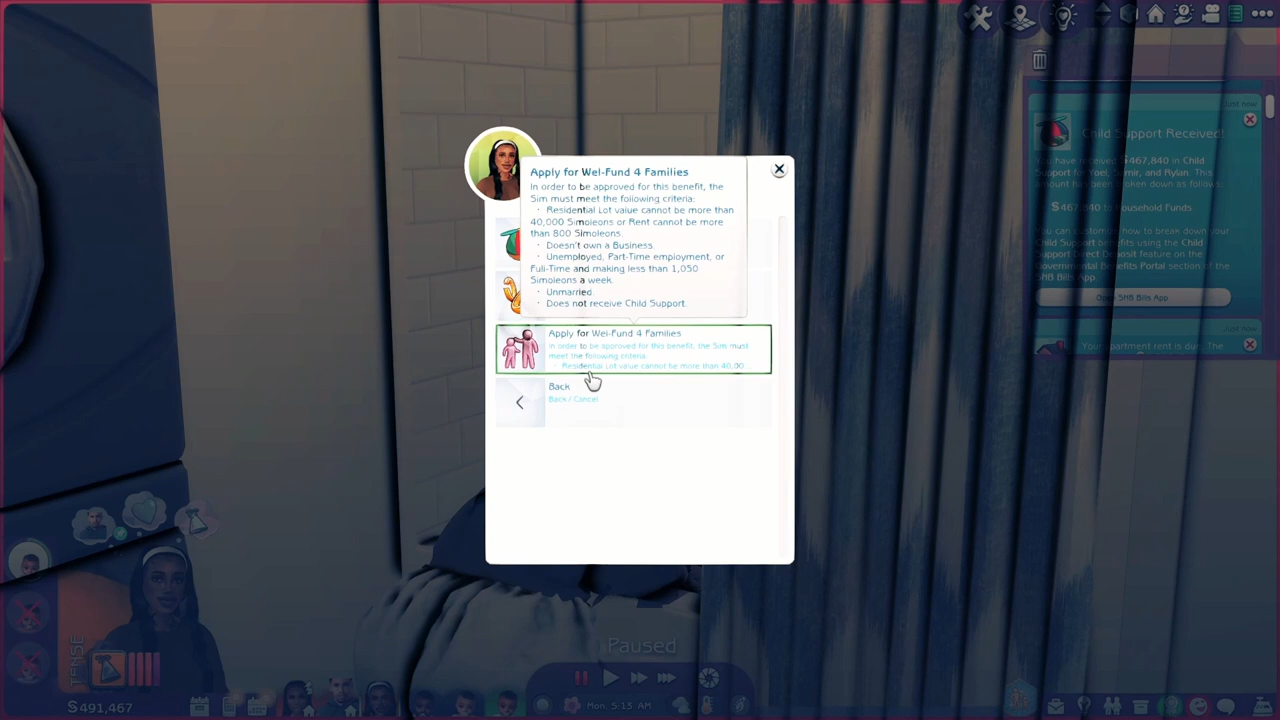 Apply for Wel-Fund 4 Families
In order to be approved for this benefit, the
Sim must meet the following criteria:
· Residential Lot value cannot be more than
40,000 Simoleons or Rent cannot be more
than 800 Simoleons.
· Doesn't own a Business.
· Unemployed, Part-Time employment, or
Full-Time and making less than 1,050
Simoleons a week.
· Unmarried.
· Does not receive Child Support.
Apply for Wel-Fund 4 Families
In order to be approved for this benefit, the Sim must
meet the following criteria:
· Residential Lot value cannot be more than 40,00...
Back
Back / Cancel
Just now
Child Support Received!
You have received $467,840 in Child
Support for Yoel, Samir, and Rylan. This
amount has been broken down as follows:
$467,840 to Household Funds
You can customize how to break down your
Child Support benefits using the Child
Support Direct Deposit feature on the
Governmental Benefits Portal section of the
SNB Bills App.
Open SNB Bills App
Just now
Your apartment rent is due. The
TENSE
Paused
$491,467
Mon. 5:15 AM